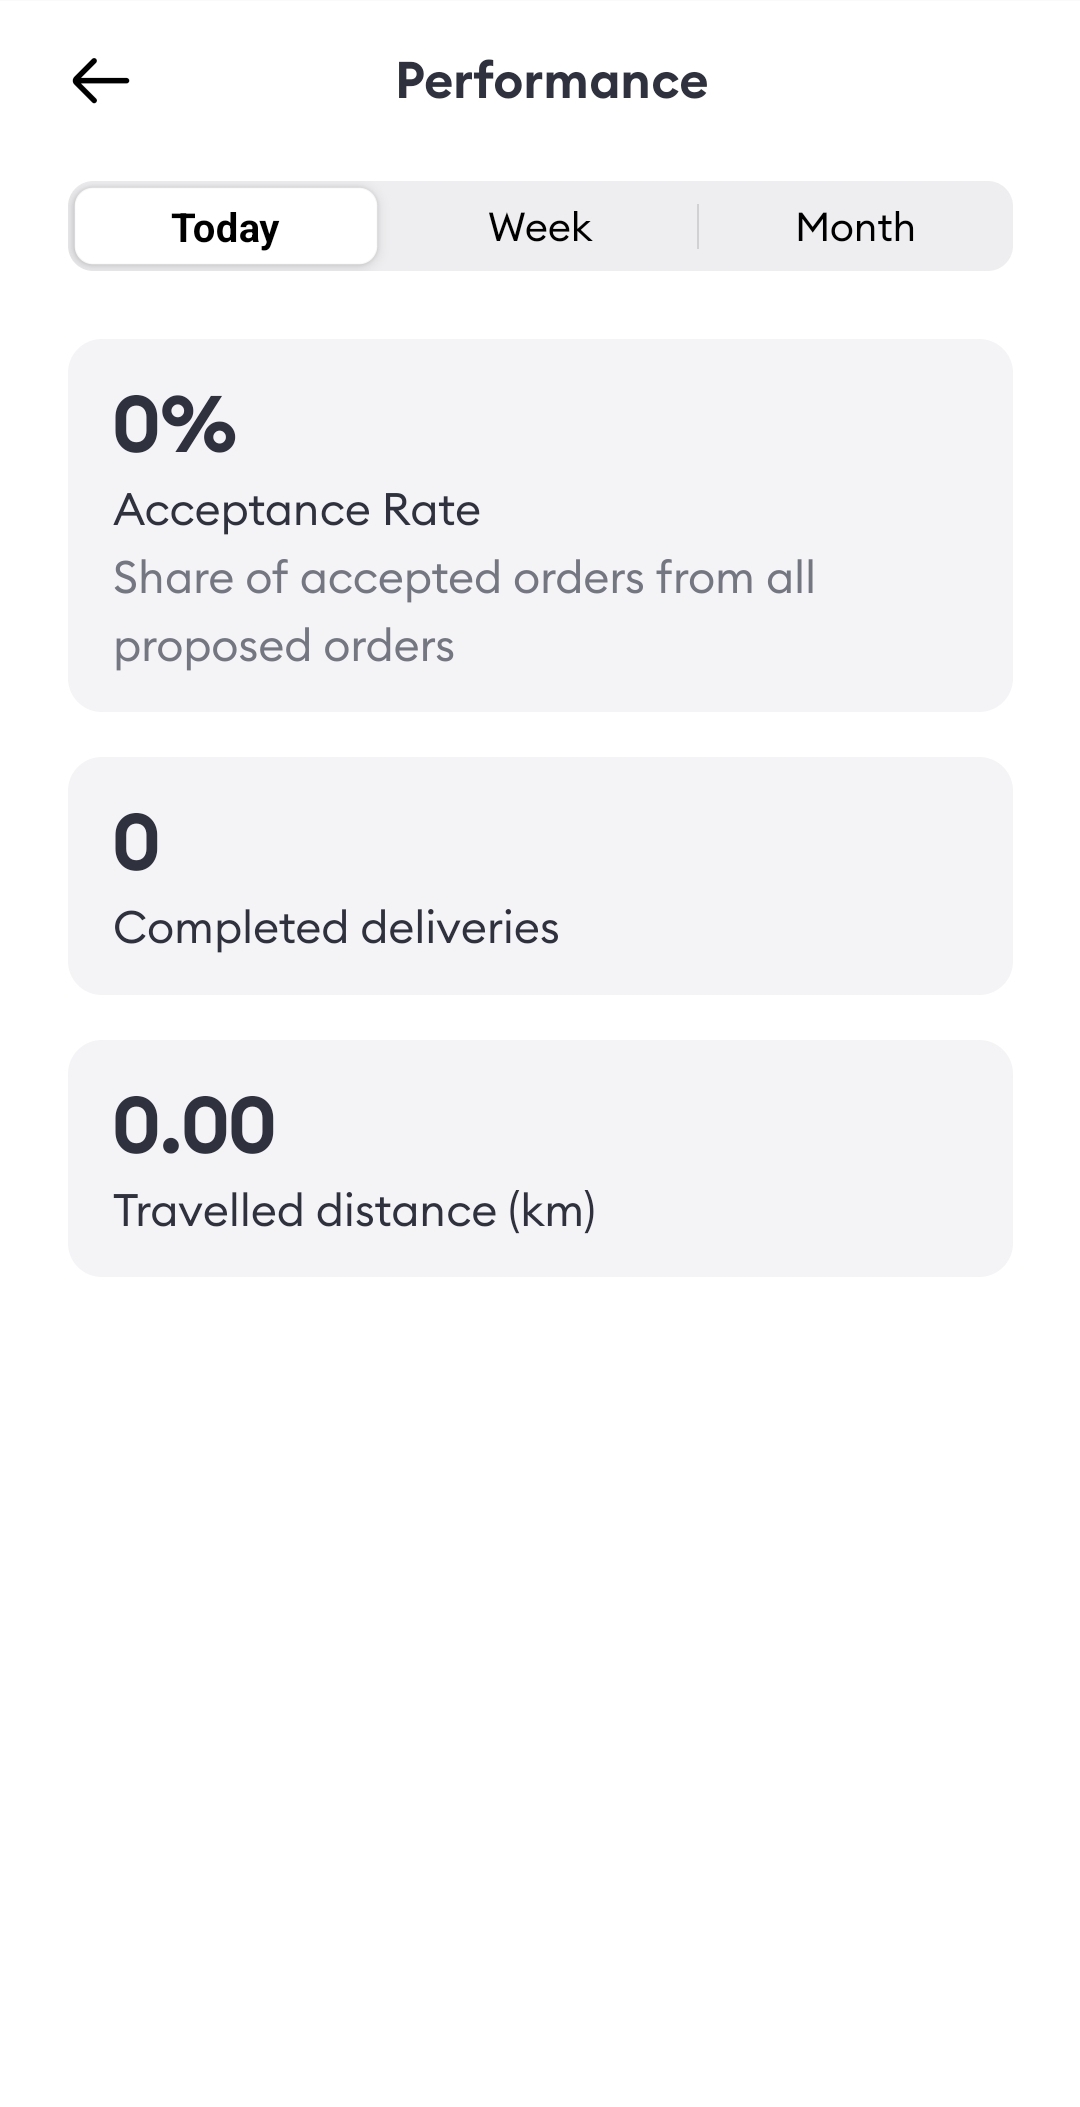 Performance
Today Week Month
0%
Acceptance Rate
Share of accepted orders from all
proposed orders
0
Completed deliveries
0.00
Travelled distance (km)